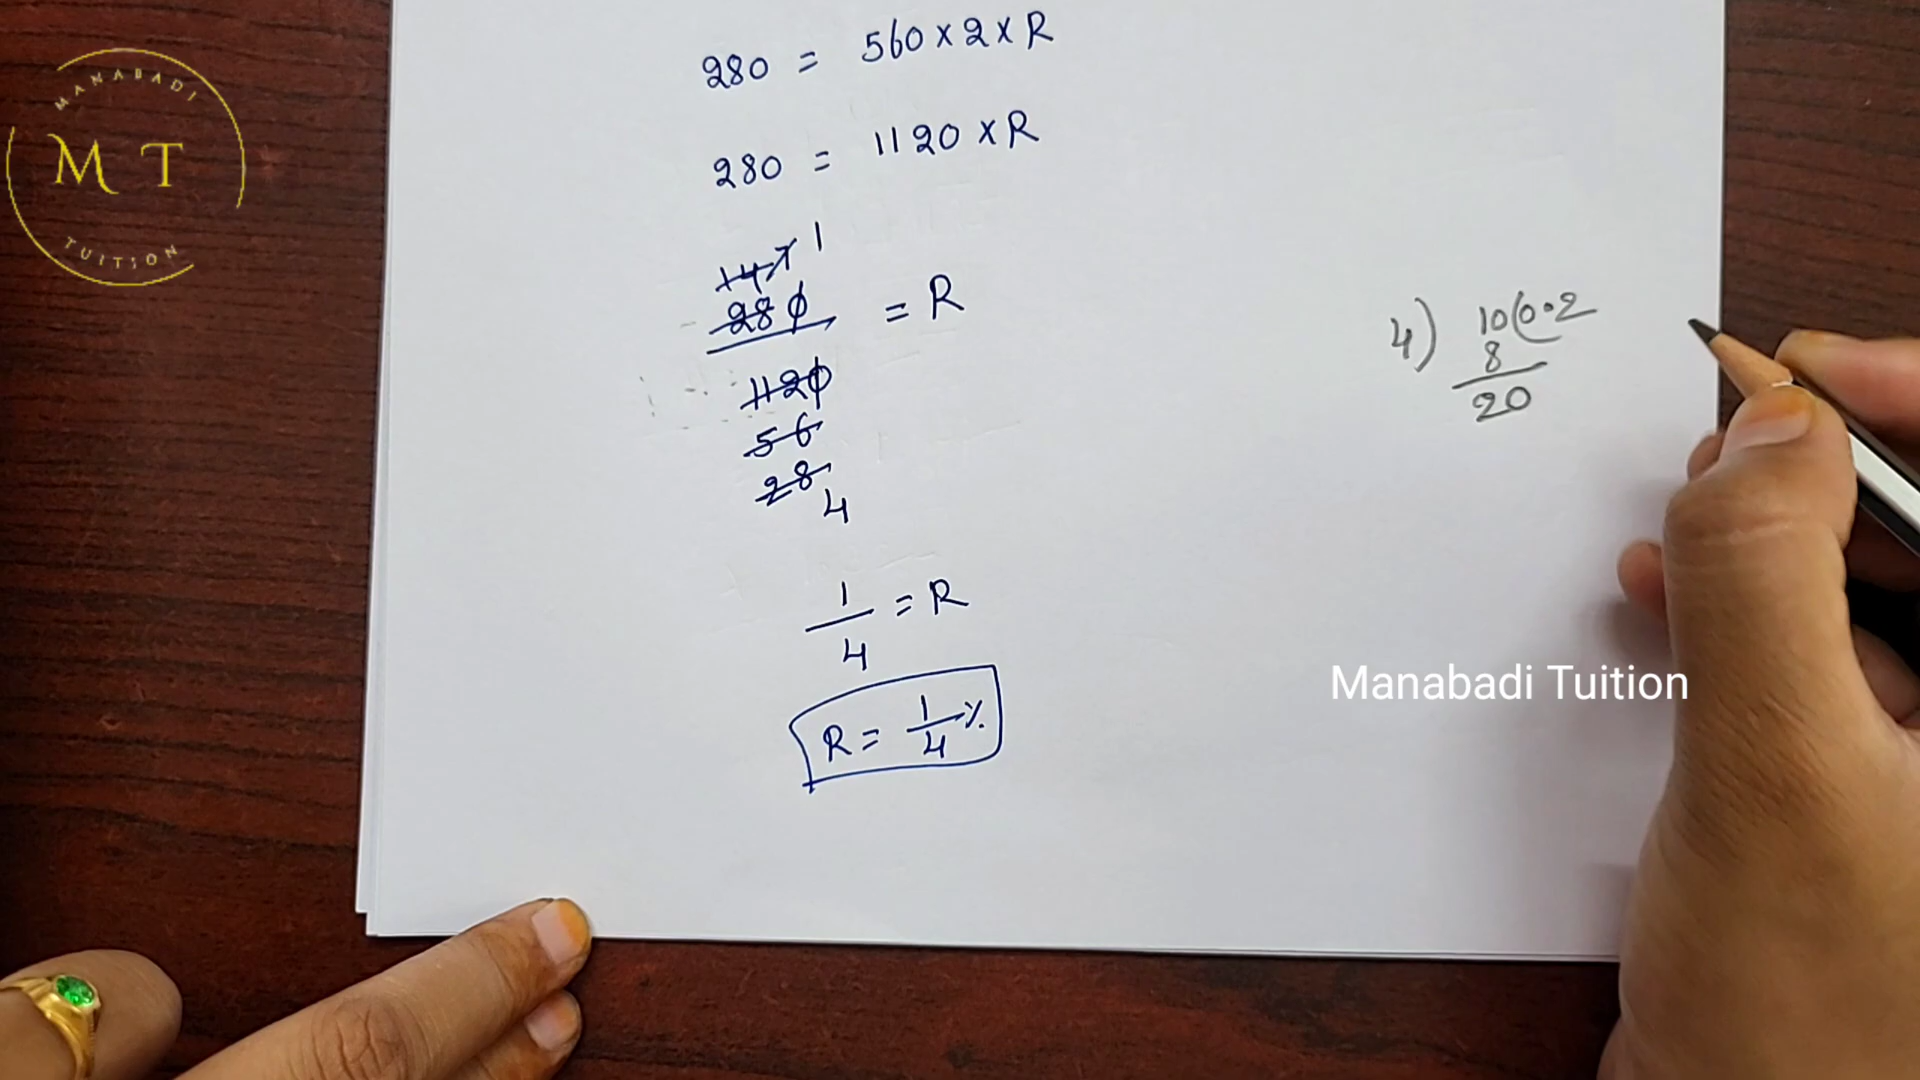 MANABADI
M T
TUITION
280 = 560 × 2 × R
280 = 1120 × R
14 7 1
280 = R
1120
56
28
4
1/4 = R
R = 1/4 %
4) 10 (0.2
8
20
Manabadi Tuition